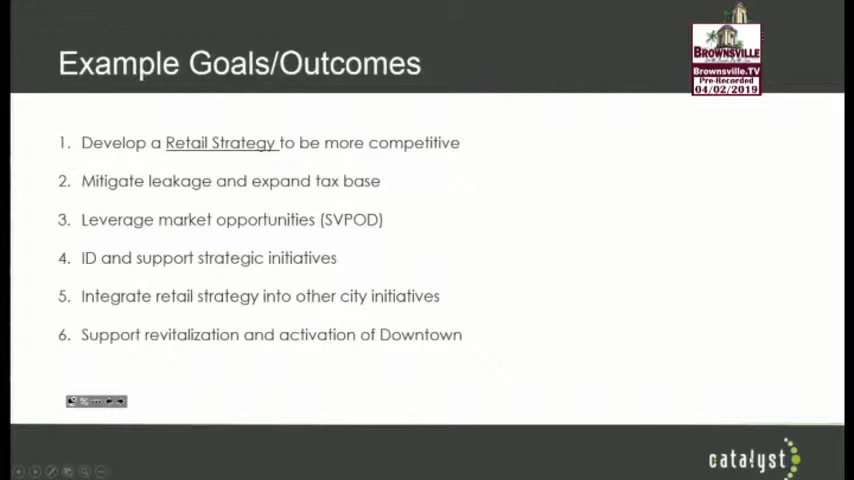 Example Goals/Outcomes
BROWNSVILLE
Brownsville.TV
Pre-Recorded
04/02/2019
1. Develop a Retail Strategy to be more competitive
2. Mitigate leakage and expand tax base
3. Leverage market opportunities (SVPOD)
4. ID and support strategic initiatives
5. Integrate retail strategy into other city initiatives
6. Support revitalization and activation of Downtown
catalyst